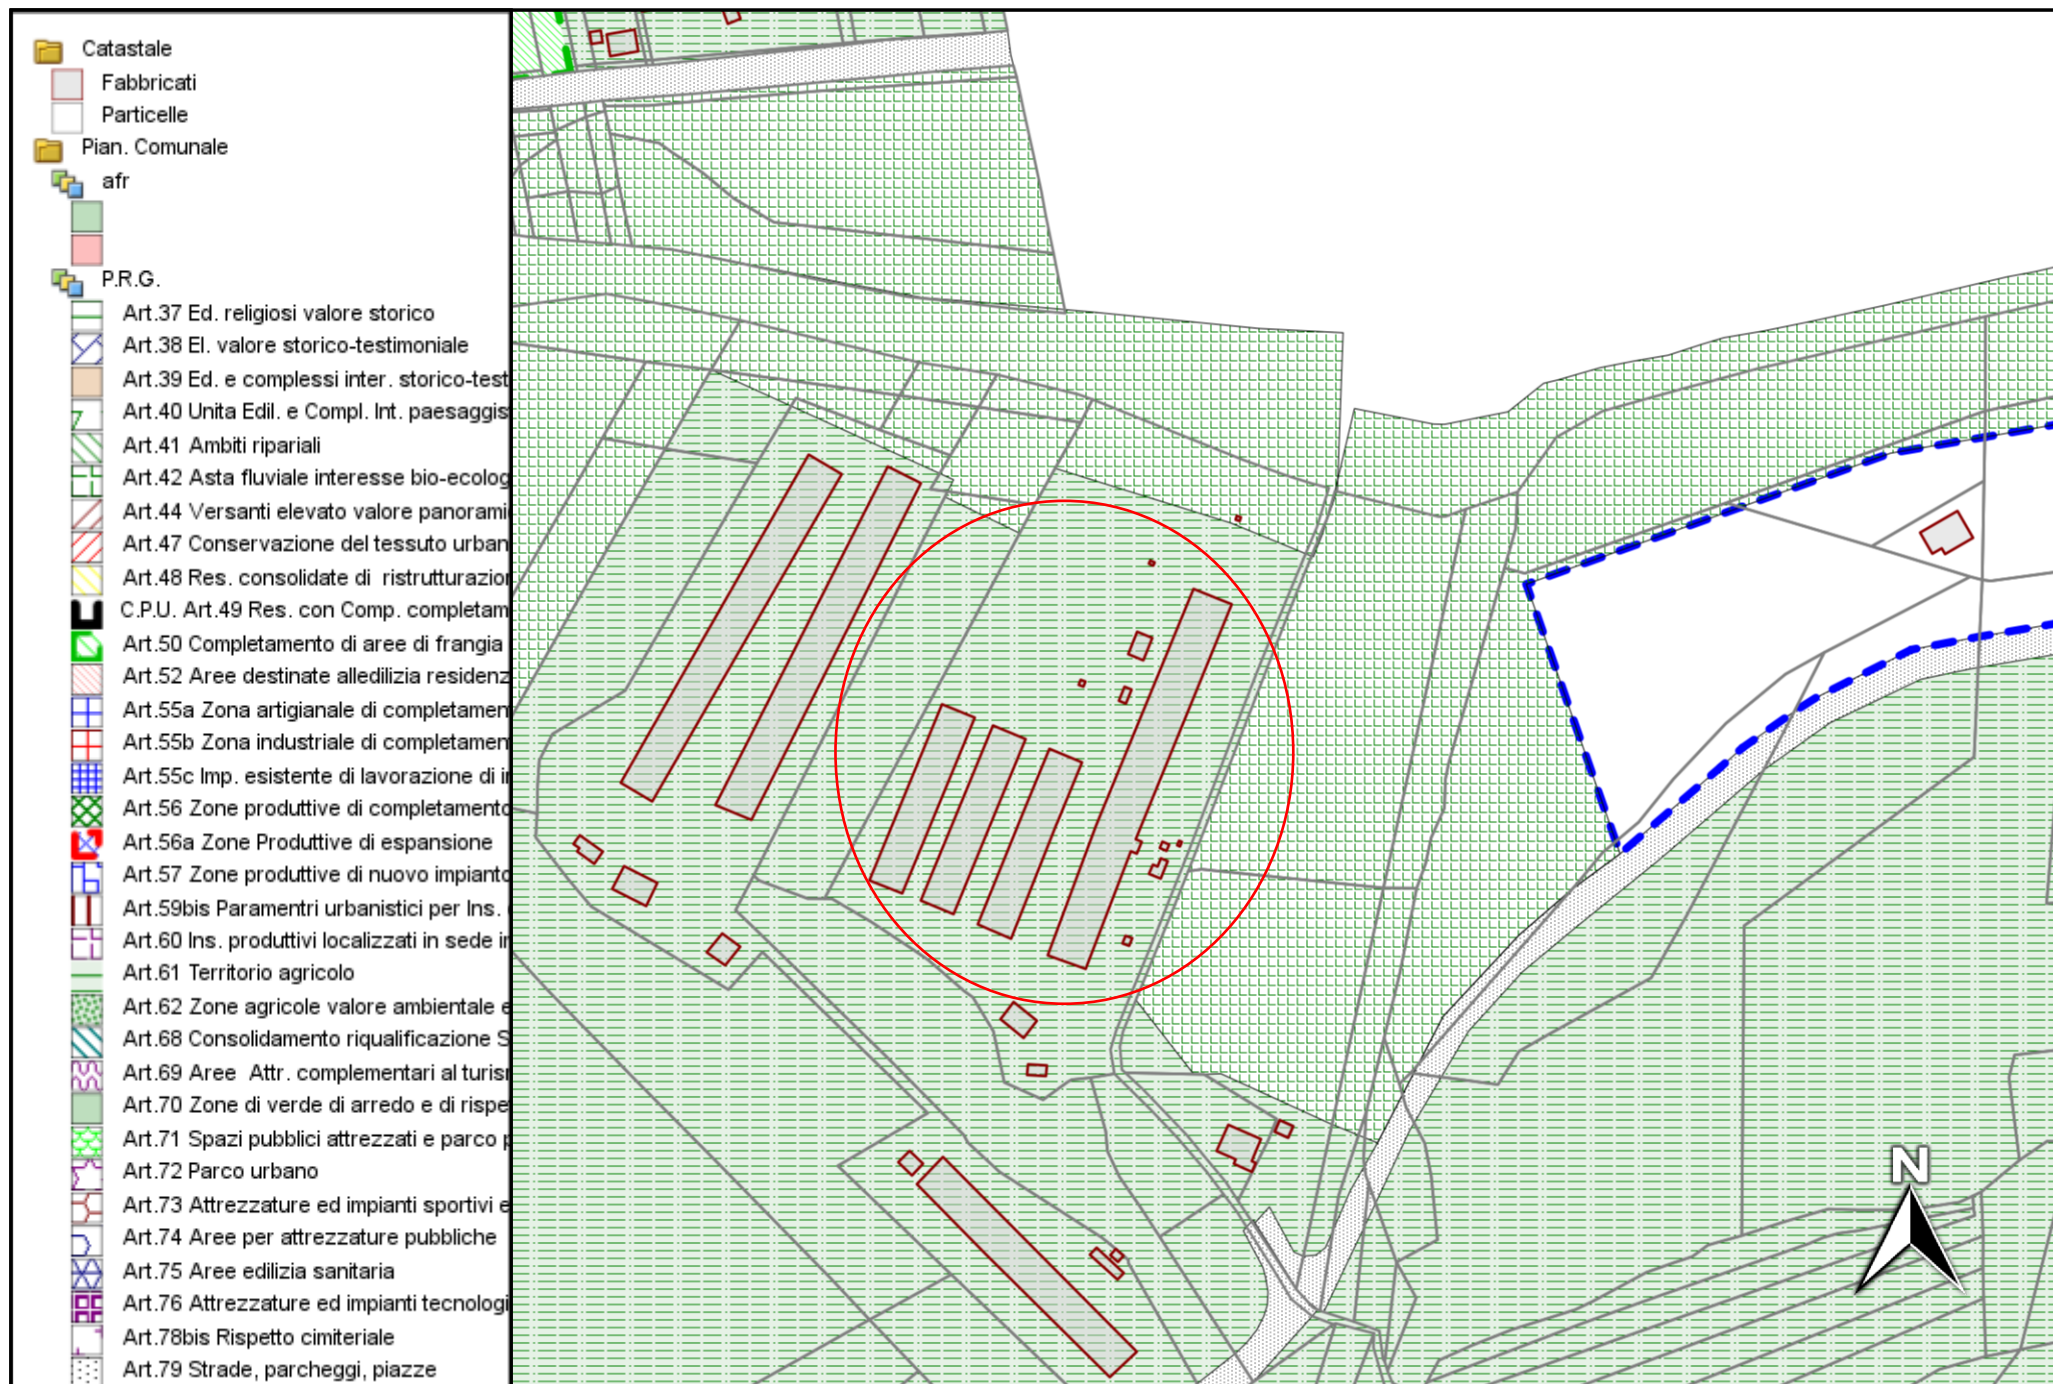 Catastale
Fabbricati
Particelle
Pian. Comunale
afr
P.R.G.
Art.37 Ed. religiosi valore storico
Art.38 El. valore storico-testimoniale
Art.39 Ed. e complessi inter. storico-test
Art.40 Unita Edil. e Compl. Int. paesaggis
Art.41 Ambiti ripariali
Art.42 Asta fluviale interesse bio-ecolog
Art.44 Versanti elevato valore panorami
Art.47 Conservazione del tessuto urban
Art.48 Res. consolidate di ristrutturazior
C.P.U. Art.49 Res. con Comp. completam
Art.50 Completamento di aree di frangia
Art.52 Aree destinate alledilizia residenz
Art.55a Zona artigianale di completamen
Art.55b Zona industriale di completamen
Art.55c Imp. esistente di lavorazione di in
Art.56 Zone produttive di completamento
Art.56a Zone Produttive di espansione
Art.57 Zone produttive di nuovo impianto
Art.59bis Paramentri urbanistici per Ins.
Art.60 Ins. produttivi localizzati in sede in
Art.61 Territorio agricolo
Art.62 Zone agricole valore ambientale e
Art.68 Consolidamento riqualificazione S
Art.69 Aree Attr. complementari al turis
Art.70 Zone di verde di arredo e di rispe
Art.71 Spazi pubblici attrezzati e parco p
Art.72 Parco urbano
Art.73 Attrezzature ed impianti sportivi e
Art.74 Aree per attrezzature pubbliche
Art.75 Aree edilizia sanitaria
Art.76 Attrezzature ed impianti tecnologi
Art.78bis Rispetto cimiteriale
Art.79 Strade, parcheggi, piazze
N